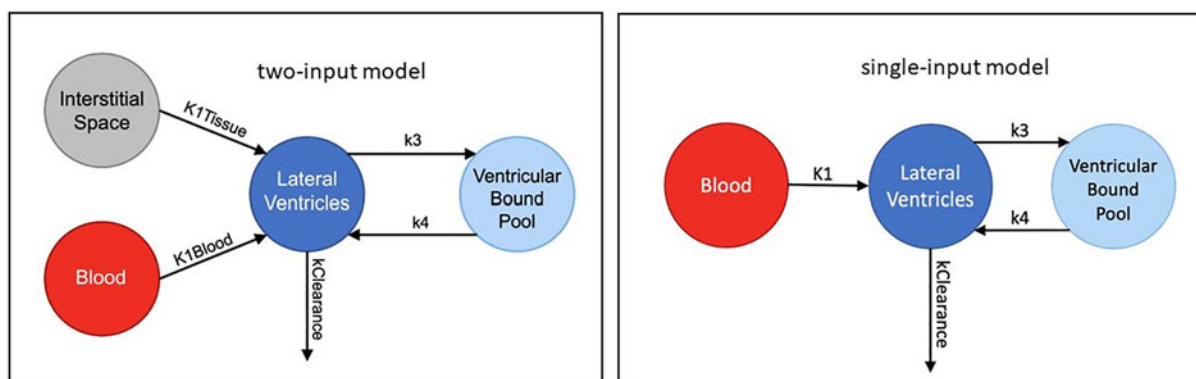 two-input model
Interstitial
Space
K1Tissue
k3
Lateral
Ventricles
Ventricular
Bound
Pool
k4
K1Blood
Blood
kClearance
single-input model
k3
Blood
K1
Lateral
Ventricles
Ventricular
Bound
Pool
k4
kClearance